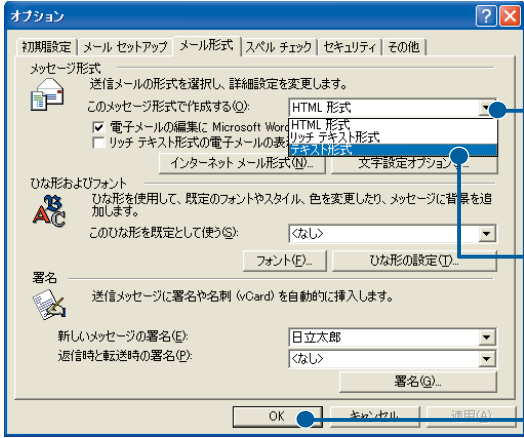 オプション
初期設定 メール セットアップ メール形式 スペル チェック セキュリティ その他
メッセージ形式
送信メールの形式を選択し、詳細設定を変更します。
このメッセージ形式で作成する(O): HTML 形式
HTML 形式
電子メールの編集に Microsoft Word
リッチ テキスト形式
リッチ テキスト形式の電子メールの表
テキスト形式
インターネット メール形式(N)... 文字設定オプション
ひな形およびフォント
ひな形を使用して、既定のフォントやスタイル、色を変更したり、メッセージに背景を追
加します。
このひな形を既定として使う(S): <なし>
フォント(F)... ひな形の設定(T)...
署名
送信メッセージに署名や名刺 (vCard) を自動的に挿入します。
新しいメッセージの署名(E): 日立太郎
返信時と転送時の署名(P): <なし>
署名(G)...
OK キャンセル 適用(A)